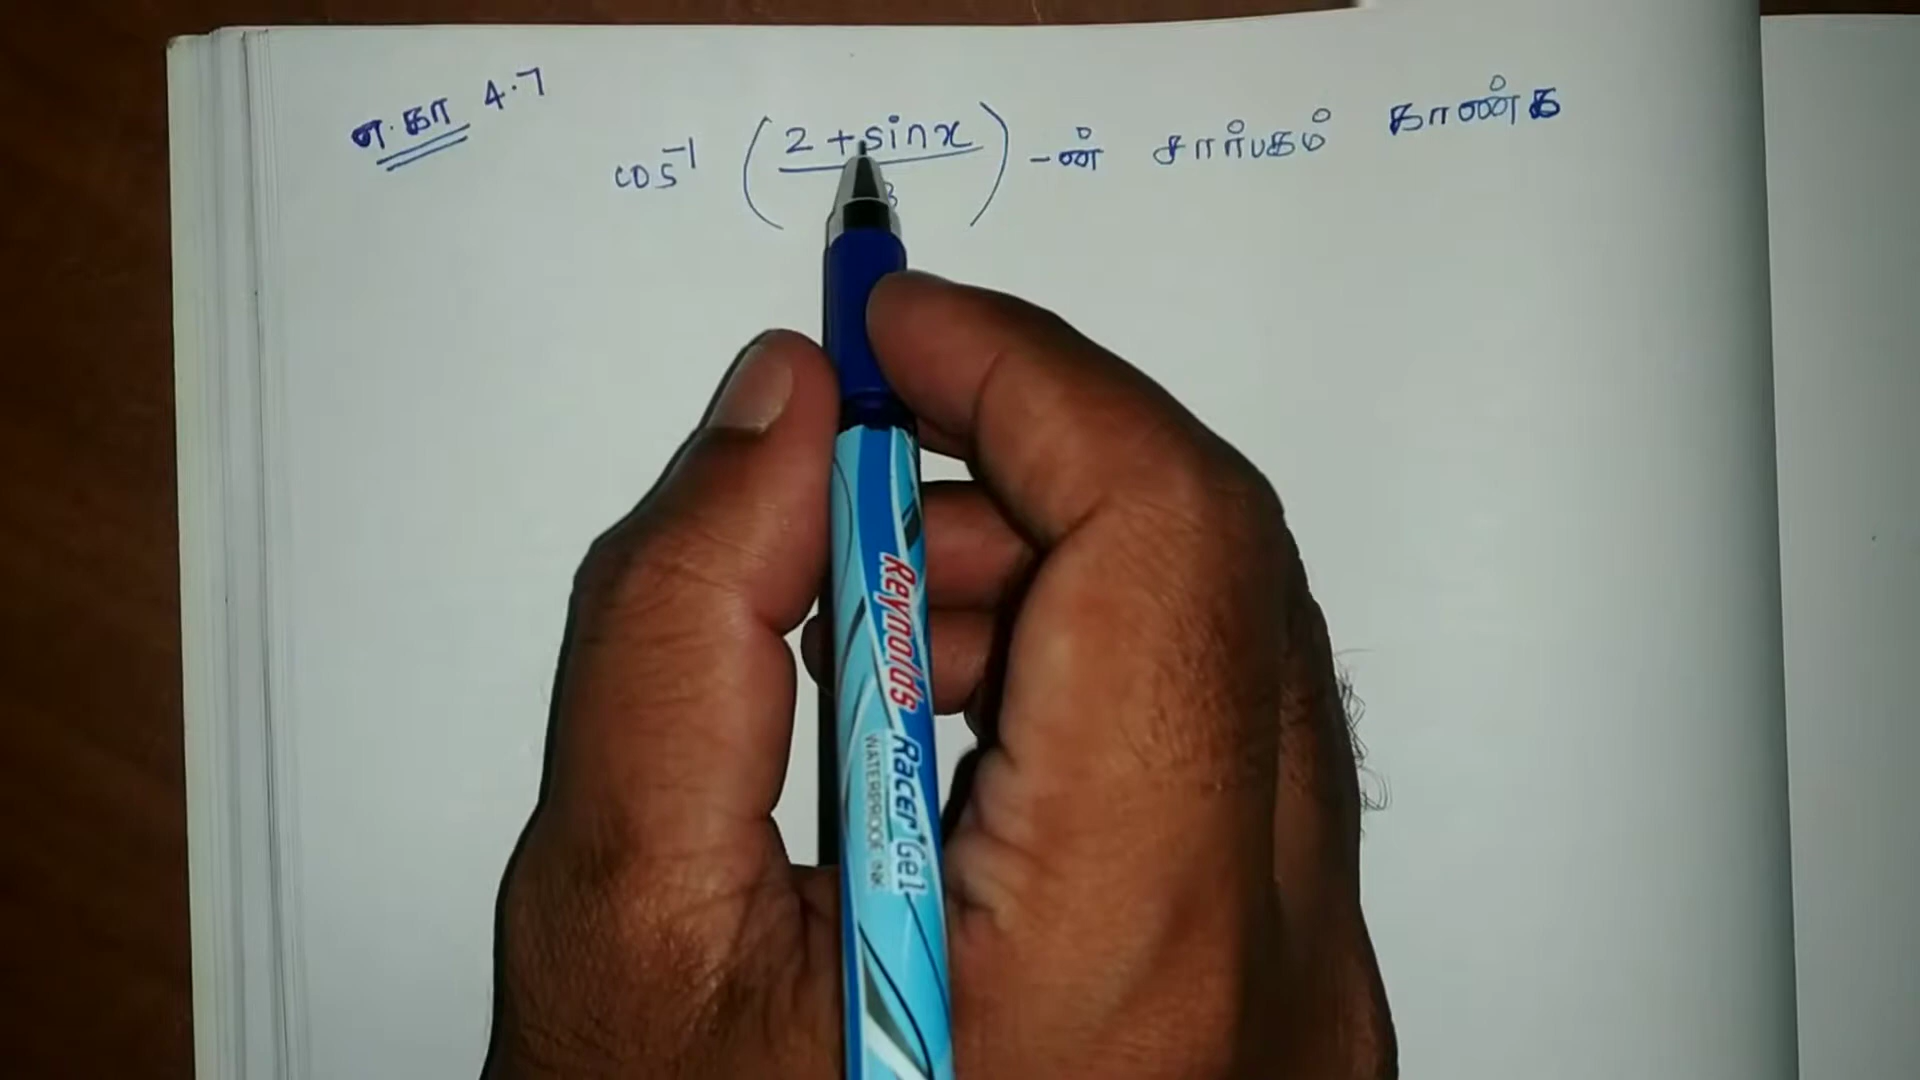 எ.கா 4.7
cos⁻¹ (2 + sinx / 3) -ன் சார்பகம் காண்க
Reynolds Racer Gel
WATERPROOF INK